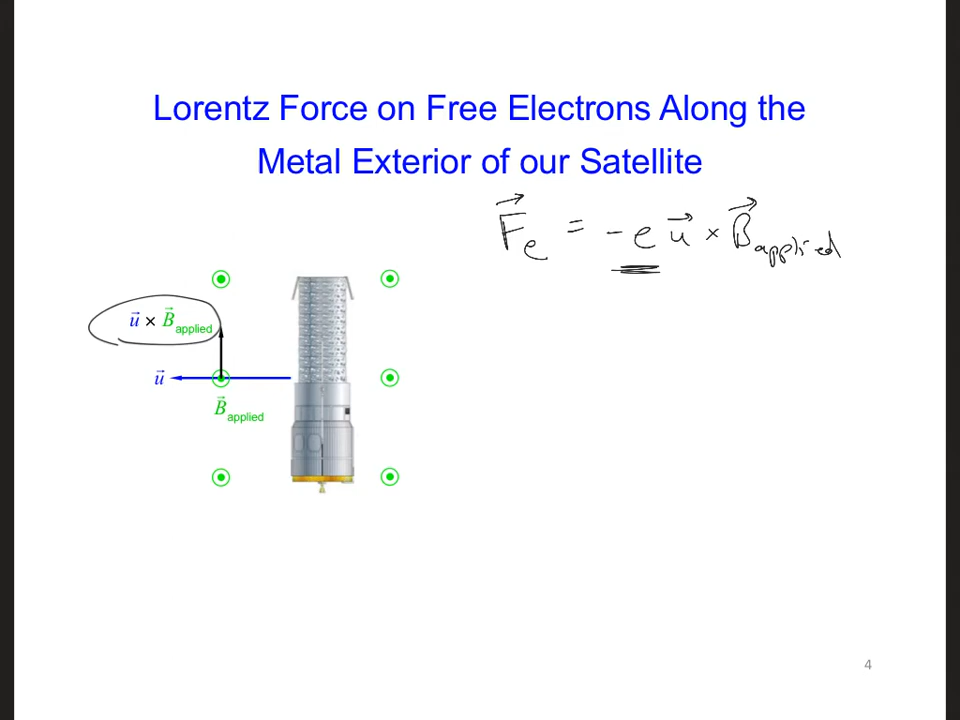 Lorentz Force on Free Electrons Along the
Metal Exterior of our Satellite
F⃗e = -e u⃗ × B⃗applied
u⃗ × B⃗applied
u⃗
B⃗applied
4